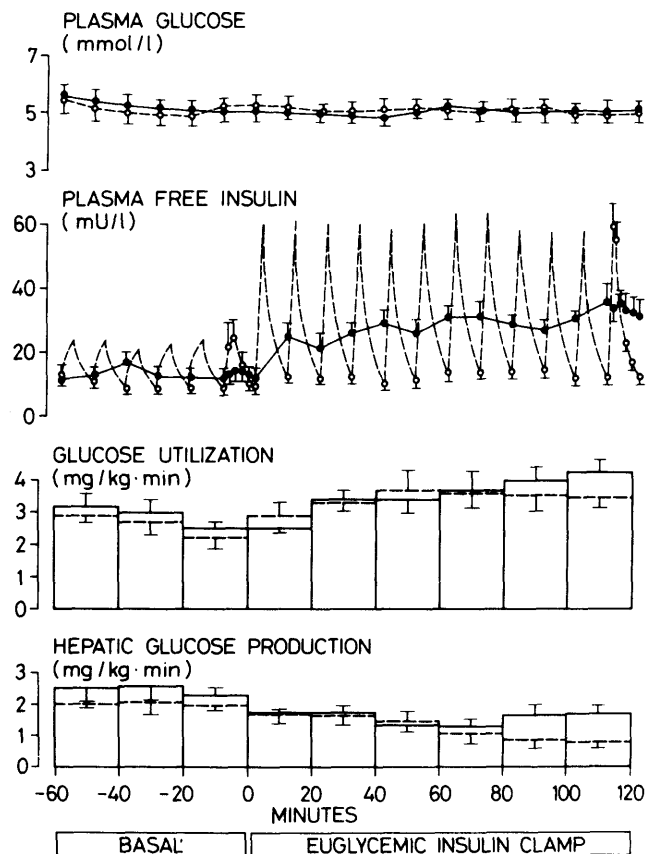 PLASMA GLUCOSE
(mmol/l)
7
5
3
PLASMA FREE INSULIN
(mU/l)
60
40
20
0
GLUCOSE UTILIZATION
(mg/kg·min)
4
3
2
1
0
HEPATIC GLUCOSE PRODUCTION
(mg/kg·min)
3
2
1
0
-60 -40 -20 0 20 40 60 80 100 120
MINUTES
BASAL EUGLYCEMIC INSULIN CLAMP